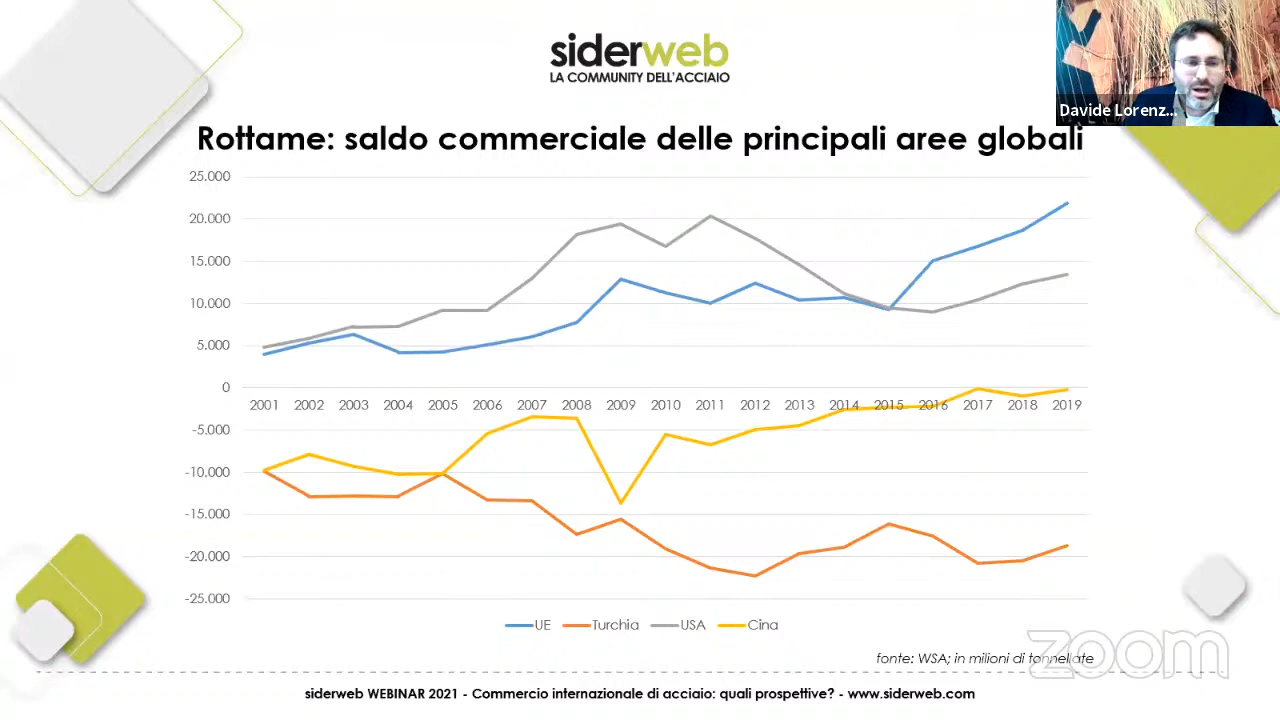 siderweb
LA COMMUNITY DELL'ACCIAIO
Davide Lorenz...
Rottame: saldo commerciale delle principali aree globali
25.000
20.000
15.000
10.000
5.000
0
2001 2002 2003 2004 2005 2006 2007 2008 2009 2010 2011 2012 2013 2014 2015 2016 2017 2018 2019
-5.000
-10.000
-15.000
-20.000
-25.000
UE Turchia USA Cina
fonte: WSA; in milioni di tonnellate
zoom
siderweb WEBINAR 2021 - Commercio internazionale di acciaio: quali prospettive? - www.siderweb.com